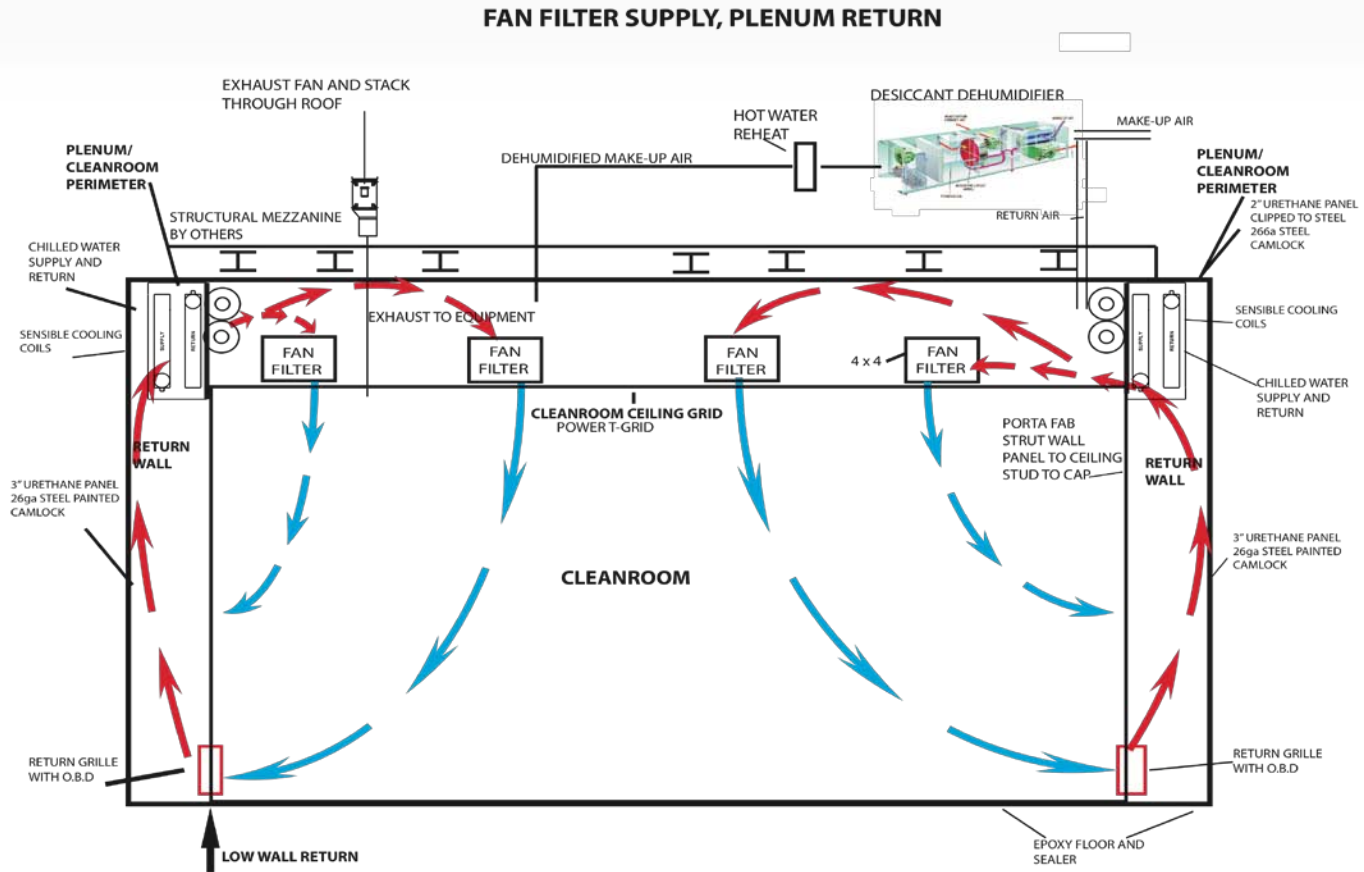 FAN FILTER SUPPLY, PLENUM RETURN
EXHAUST FAN AND STACK
THROUGH ROOF
DESICCANT DEHUMIDIFIER
HOT WATER
REHEAT
MAKE-UP AIR
PLENUM/
CLEANROOM
PERIMETER
DEHUMIDIFIED MAKE-UP AIR
PLENUM/
CLEANROOM
PERIMETER
2" URETHANE PANEL
CLIPPED TO STEEL
266a STEEL
CAMLOCK
STRUCTURAL MEZZANINE
BY OTHERS
RETURN AIR
CHILLED WATER
SUPPLY AND
RETURN
SENSIBLE COOLING
COILS
SUPPLY
RETURN
EXHAUST TO EQUIPMENT
FAN
FILTER
FAN
FILTER
FAN
FILTER
4 x 4
FAN
FILTER
SUPPLY
RETURN
SENSIBLE COOLING
COILS
CHILLED WATER
SUPPLY AND
RETURN
CLEANROOM CEILING GRID
POWER T-GRID
PORTA FAB
STRUT WALL
PANEL TO CEILING
STUD TO CAP
RETURN
WALL
RETURN
WALL
3" URETHANE PANEL
26ga STEEL PAINTED
CAMLOCK
3" URETHANE PANEL
26ga STEEL PAINTED
CAMLOCK
CLEANROOM
RETURN GRILLE
WITH O.B.D
RETURN GRILLE
WITH O.B.D
LOW WALL RETURN
EPOXY FLOOR AND
SEALER